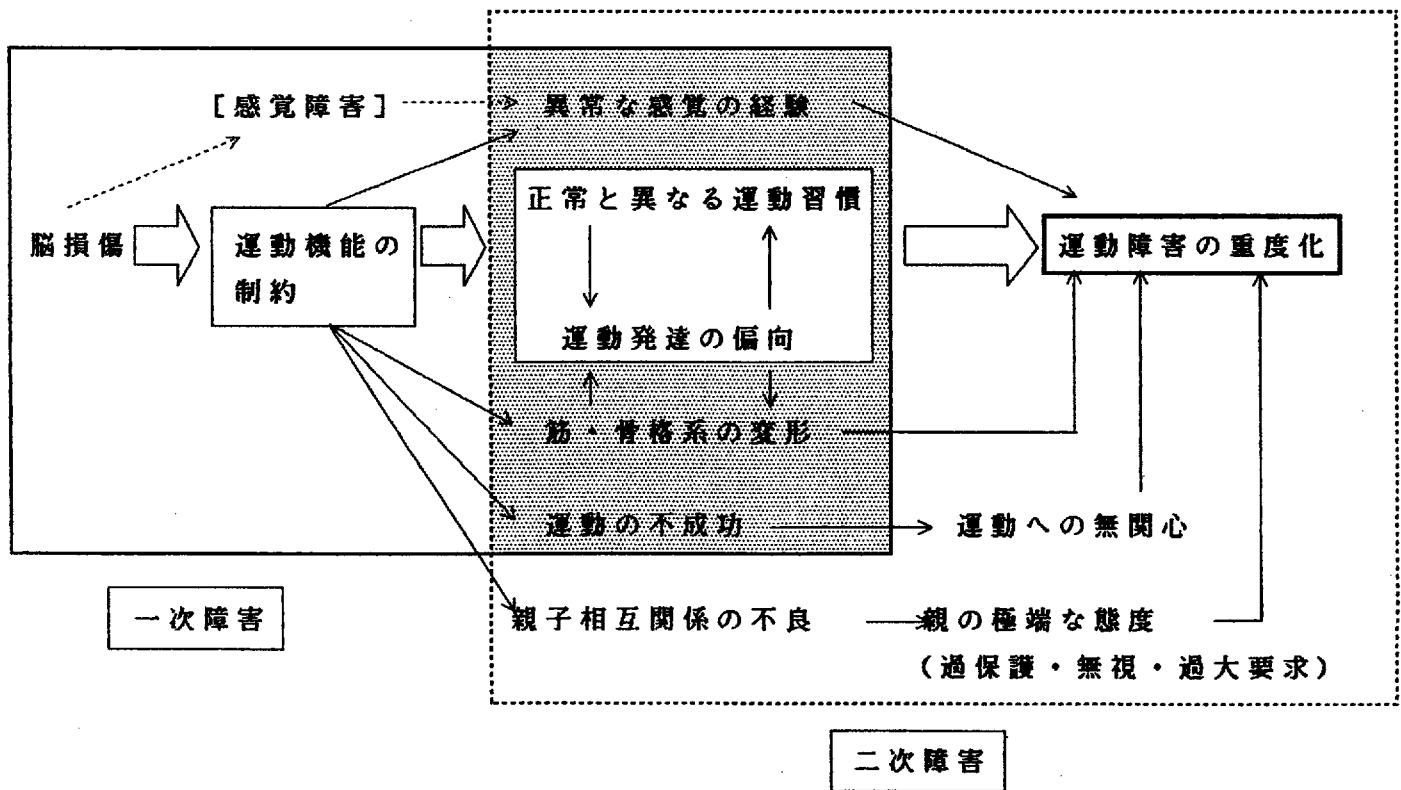 [感覚障害]
異常な感覚の経験
正常と異なる運動習慣
脳損傷
運動機能の
制約
運動障害の重度化
運動発達の偏向
筋・骨格系の変形
運動の不成功
運動への無関心
一次障害
親子相互関係の不良
親の極端な態度
(過保護・無視・過大要求)
二次障害